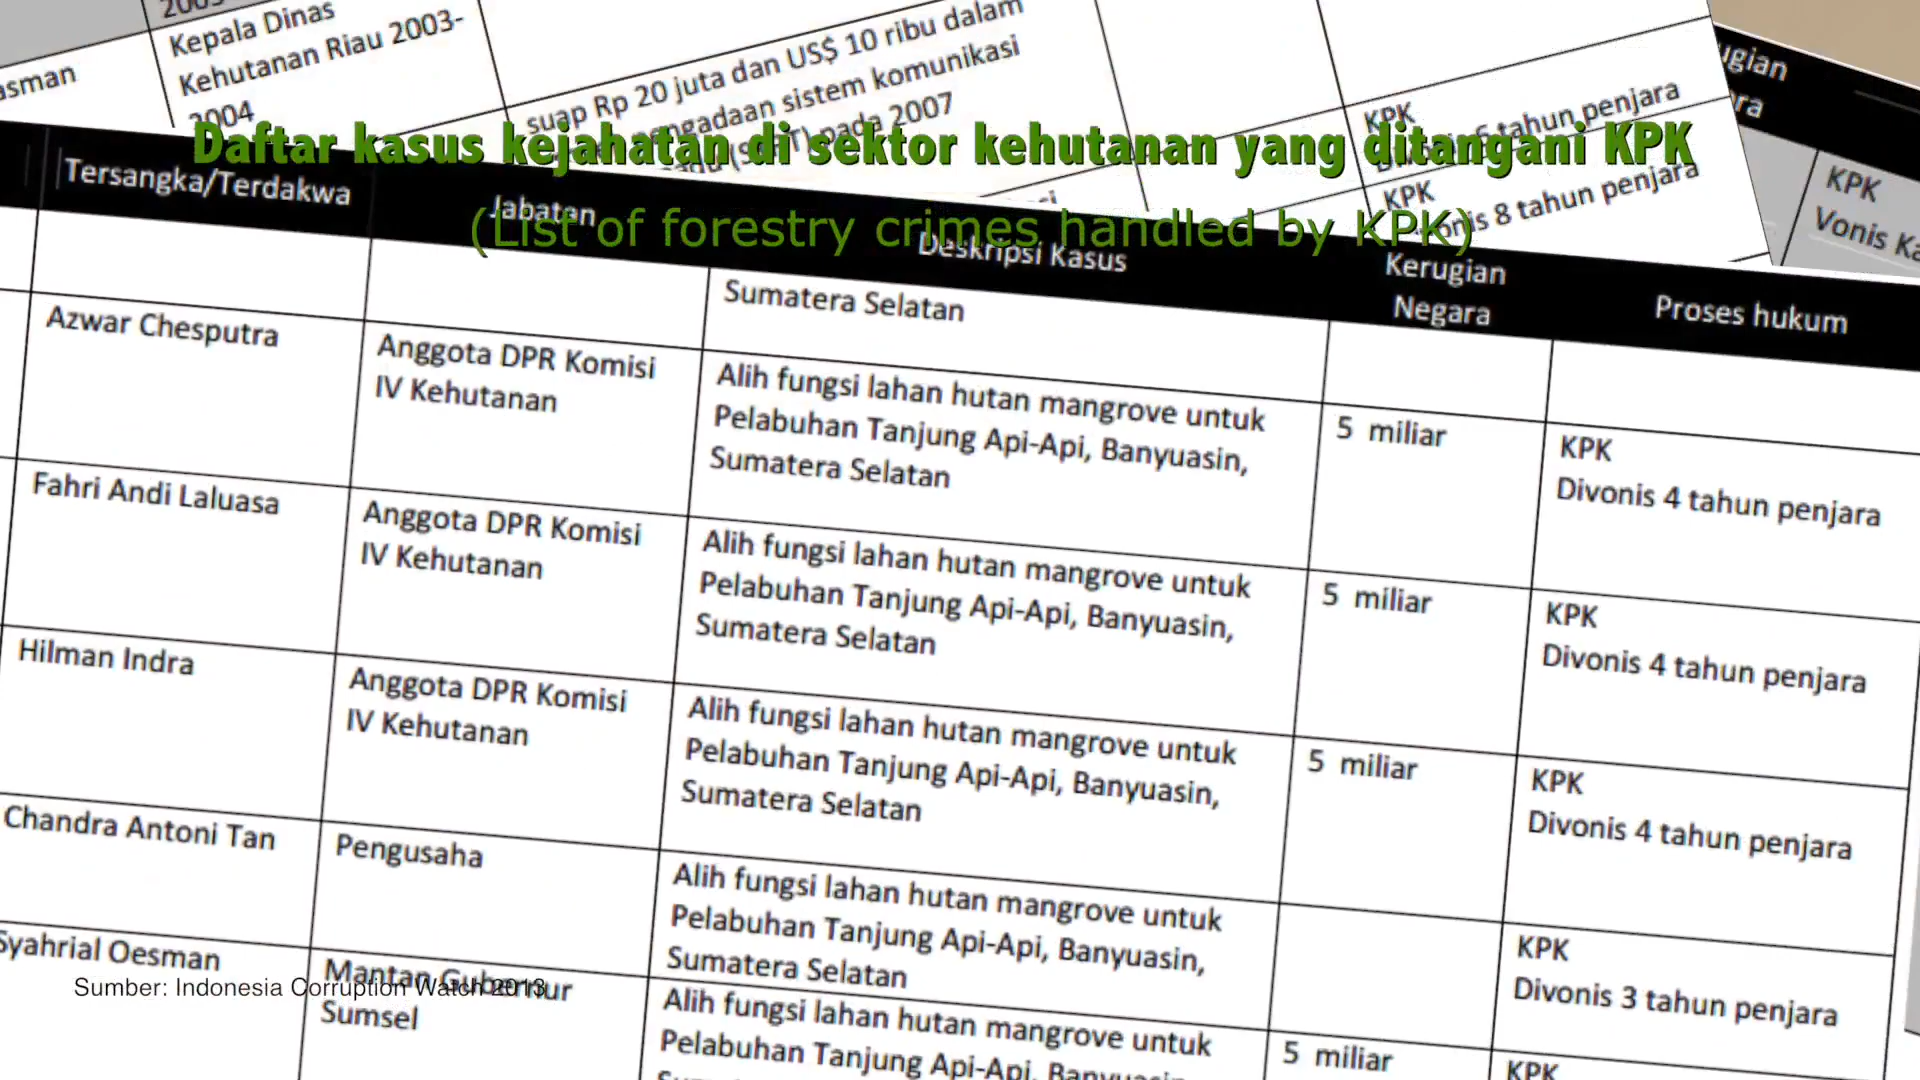 Kepala Dinas
Kehutanan Riau 2003-
2004
suap Rp 20 juta dan US$ 10 ribu dalam
pengadaan sistem komunikasi
pada 2007
KPK
tahun penjara
KPK
Vonis 8 tahun penjara
KPK
Vonis
Daftar kasus kejahatan di sektor kehutanan yang ditangani KPK
(List of forestry crimes handled by KPK)
Tersangka/Terdakwa
Jabatan
Deskripsi Kasus
Kerugian
Negara
Proses hukum
Sumatera Selatan
Azwar Chesputra
Anggota DPR Komisi
IV Kehutanan
Alih fungsi lahan hutan mangrove untuk
Pelabuhan Tanjung Api-Api, Banyuasin,
Sumatera Selatan
5 miliar
KPK
Divonis 4 tahun penjara
Fahri Andi Laluasa
Anggota DPR Komisi
IV Kehutanan
Alih fungsi lahan hutan mangrove untuk
Pelabuhan Tanjung Api-Api, Banyuasin,
Sumatera Selatan
5 miliar
KPK
Divonis 4 tahun penjara
Hilman Indra
Anggota DPR Komisi
IV Kehutanan
Alih fungsi lahan hutan mangrove untuk
Pelabuhan Tanjung Api-Api, Banyuasin,
Sumatera Selatan
5 miliar
KPK
Divonis 4 tahun penjara
Chandra Antoni Tan
Pengusaha
Alih fungsi lahan hutan mangrove untuk
Pelabuhan Tanjung Api-Api, Banyuasin,
Sumatera Selatan
KPK
Divonis 3 tahun penjara
Syahrial Oesman
Mantan Gubernur
Sumsel
Alih fungsi lahan hutan mangrove untuk
Pelabuhan Tanjung Api-Api, Banyuasin,
5 miliar
KPK
Sumber: Indonesia Corruption Watch 2013